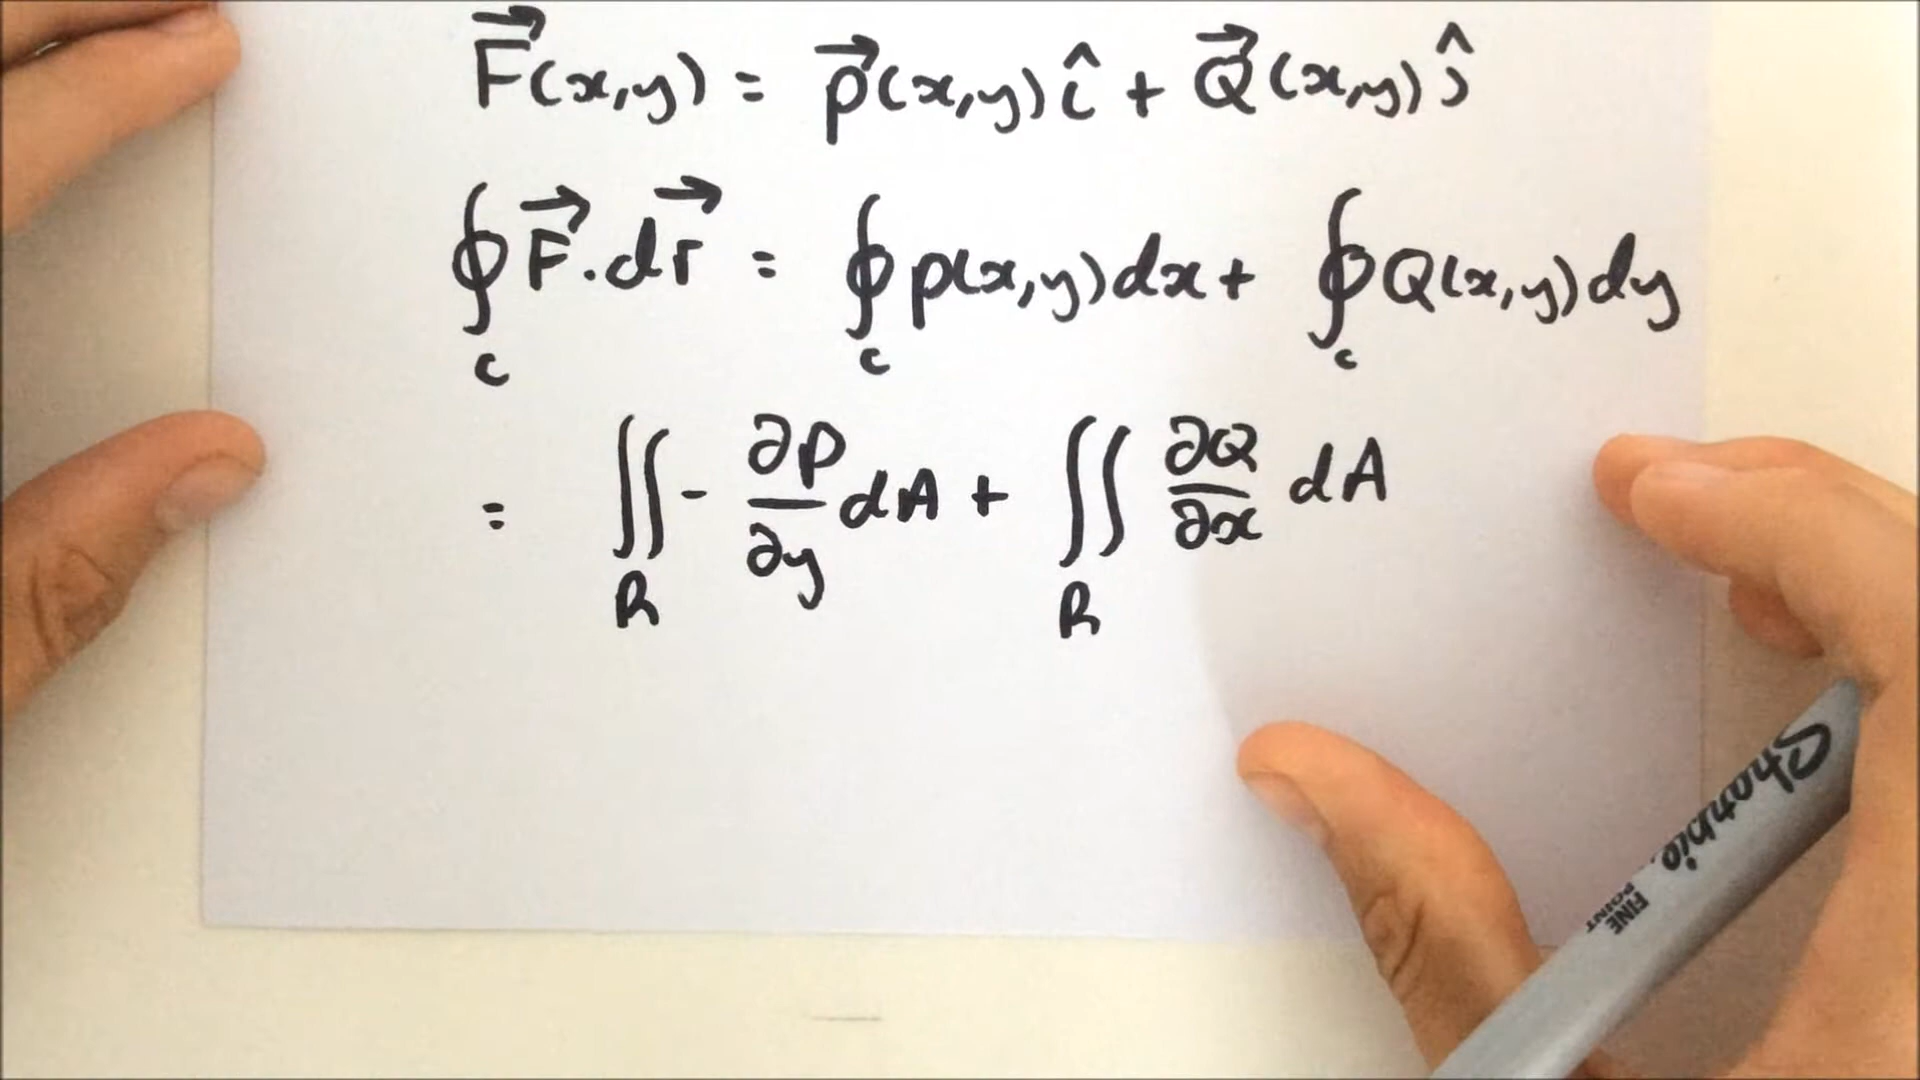 F⃗(x,y) = P⃗(x,y) î + Q⃗(x,y) ĵ
∮_C F⃗ . dr⃗ = ∮_C P(x,y)dx + ∮_C Q(x,y)dy
= ∬_R - ∂P/∂y dA + ∬_R ∂Q/∂x dA
Sharpie.
FINE POINT